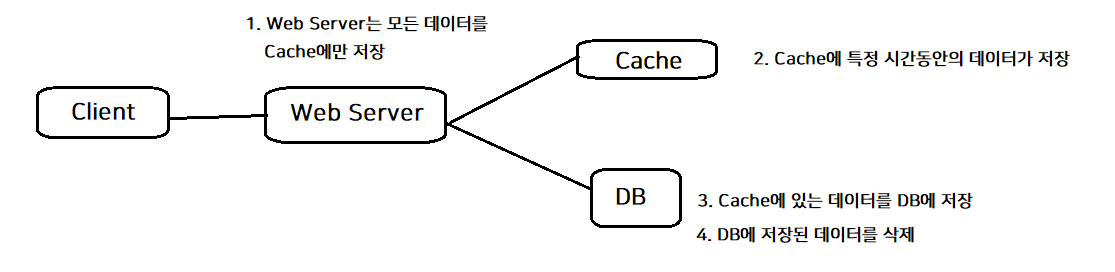 1. Web Server는 모든 데이터를
Cache에만 저장
Client
Web Server
Cache
2. Cache에 특정 시간동안의 데이터가 저장
DB
3. Cache에 있는 데이터를 DB에 저장
4. DB에 저장된 데이터를 삭제